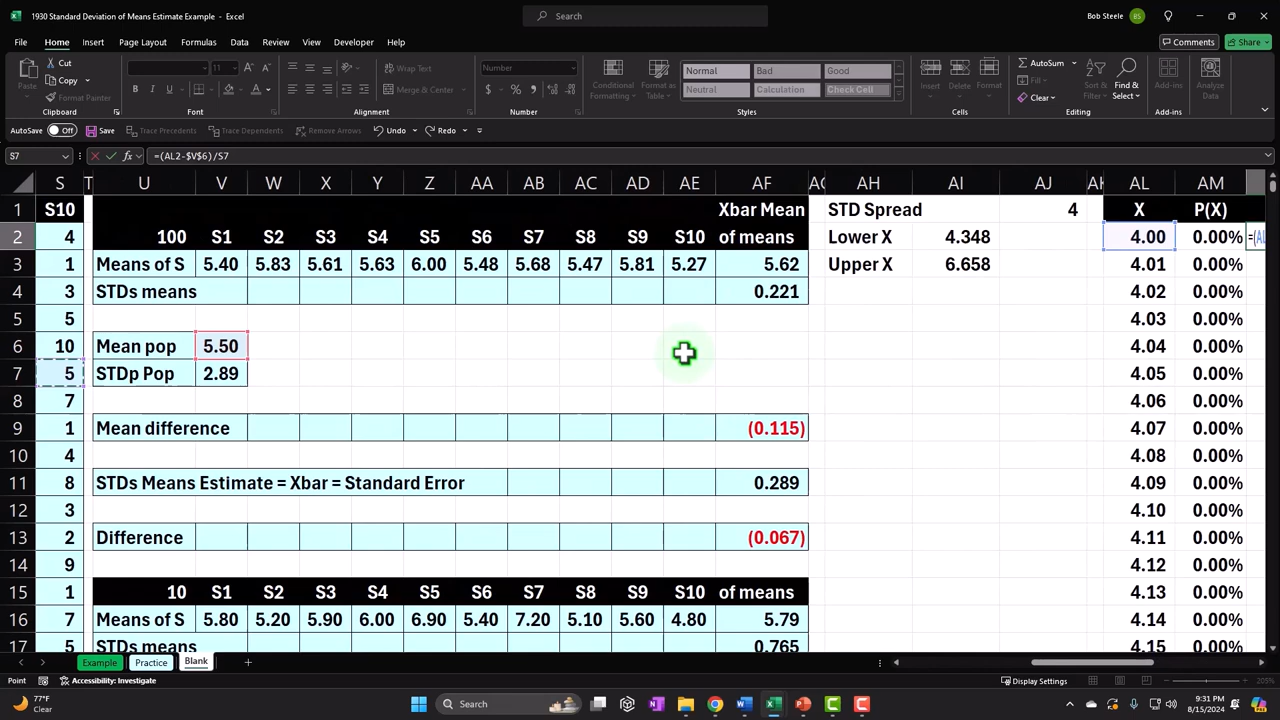 1930 Standard Deviation of Means Estimate Example - Excel
Search
Bob Steele BS
File Home Insert Page Layout Formulas Data Review View Developer Help
Comments Share
Paste Cut Copy Format Painter
11
Wrap Text
Merge & Center
Number
Conditional Formatting
Format as Table
Normal Bad Good
Neutral Calculation Check Cell
Insert Delete Format
AutoSum Fill Clear
Sort & Filter
Find & Select
Add-ins
Analyze Data
Clipboard Font Alignment Number Styles Cells Editing Add-ins
AutoSave Off Save Trace Precedents Trace Dependents Remove Arrows Undo Redo
S7 fx =(AL2-$V$6)/S7
S T U V W X Y Z AA AB AC AD AE AF AG AH AI AJ AK AL AM
1 S10 Xbar Mean STD Spread 4 X P(X)
2 4 100 S1 S2 S3 S4 S5 S6 S7 S8 S9 S10 of means Lower X 4.348 4.00 0.00% =(AL
3 1 Means of S 5.40 5.83 5.61 5.63 6.00 5.48 5.68 5.47 5.81 5.27 5.62 Upper X 6.658 4.01 0.00%
4 3 STDs means 0.221 4.02 0.00%
5 5 4.03 0.00%
6 10 Mean pop 5.50 4.04 0.00%
7 5 STDp Pop 2.89 4.05 0.00%
8 7 4.06 0.00%
9 1 Mean difference (0.115) 4.07 0.00%
10 4 4.08 0.00%
11 8 STDs Means Estimate = Xbar = Standard Error 0.289 4.09 0.00%
12 3 4.10 0.00%
13 2 Difference (0.067) 4.11 0.00%
14 9 4.12 0.00%
15 1 10 S1 S2 S3 S4 S5 S6 S7 S8 S9 S10 of means 4.13 0.00%
16 7 Means of S 5.80 5.20 5.90 6.00 6.90 5.40 7.20 5.10 5.60 4.80 5.79 4.14 0.00%
17 5 STDs means 0.765 4.15 0.00%
Example Practice Blank
Point Accessibility: Investigate Display Settings 205%
77°F
Clear
Search
9:31 PM
8/15/2024